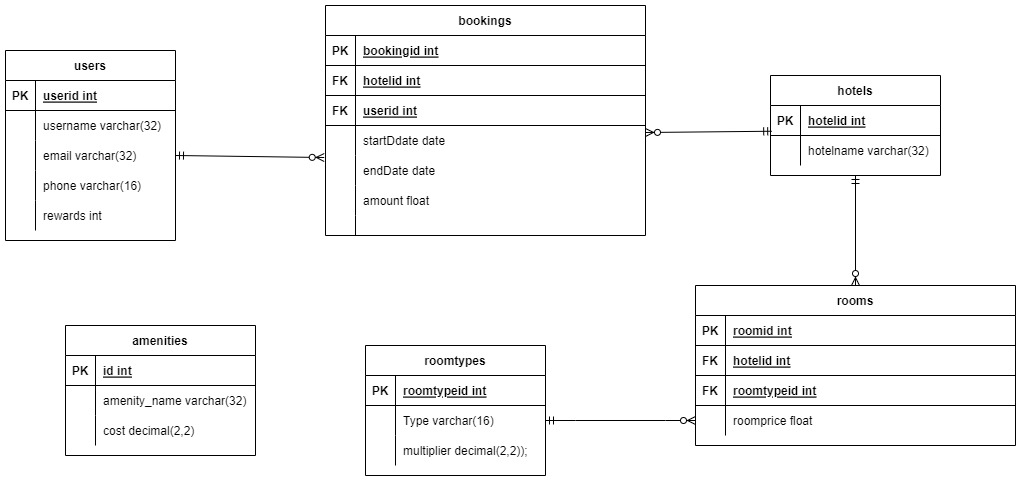 bookings
PK bookingid int
FK hotelid int
FK userid int
startDdate date
endDate date
amount float
users
PK userid int
username varchar(32)
email varchar(32)
phone varchar(16)
rewards int
hotels
PK hotelid int
hotelname varchar(32)
rooms
PK roomid int
FK hotelid int
FK roomtypeid int
roomprice float
amenities
PK id int
amenity_name varchar(32)
cost decimal(2,2)
roomtypes
PK roomtypeid int
Type varchar(16)
multiplier decimal(2,2));